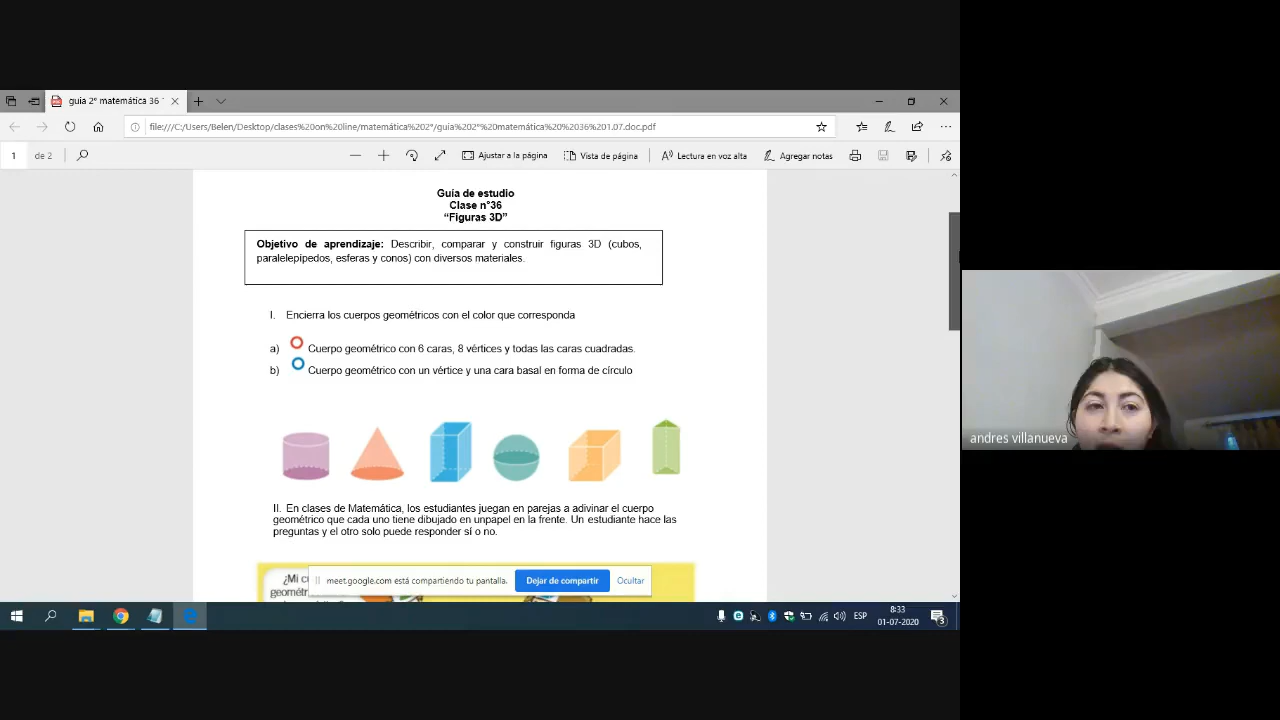 guia 2° matemática 36
file:///C:/Users/Belen/Desktop/clases%20on%20line/matemática%202°/guia%202°%20matemática%20%2036%201.07.doc.pdf
1 de 2
Ajustar a la página
Vista de página
Lectura en voz alta
Agregar notas
Guía de estudio
Clase n°36
“Figuras 3D”
Objetivo de aprendizaje: Describir, comparar y construir figuras 3D (cubos,
paralelepípedos, esferas y conos) con diversos materiales.
I. Encierra los cuerpos geométricos con el color que corresponda
a) Cuerpo geométrico con 6 caras, 8 vértices y todas las caras cuadradas.
b) Cuerpo geométrico con un vértice y una cara basal en forma de círculo
andres villanueva
II. En clases de Matemática, los estudiantes juegan en parejas a adivinar el cuerpo
geométrico que cada uno tiene dibujado en unpapel en la frente. Un estudiante hace las
preguntas y el otro solo puede responder sí o no.
¿Mi
meet.google.com está compartiendo tu pantalla.
Dejar de compartir
Ocultar
ESP
8:33
01-07-2020
3